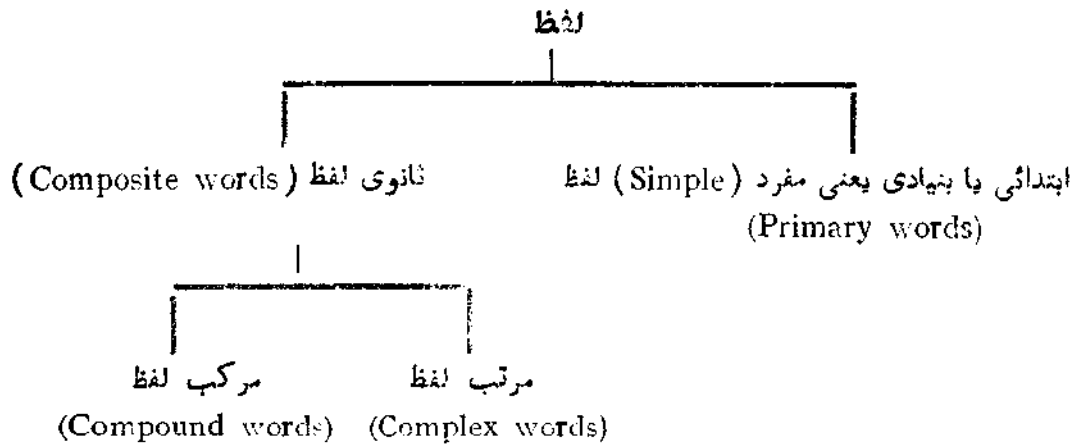 لفظ
ابتدائی یا بنیادی یعنی مفرد (Simple) لفظ
(Primary words)
ثانوی لفظ (Composite words)
مرتب لفظ
(Complex words)
مرکب لفظ
(Compound words)